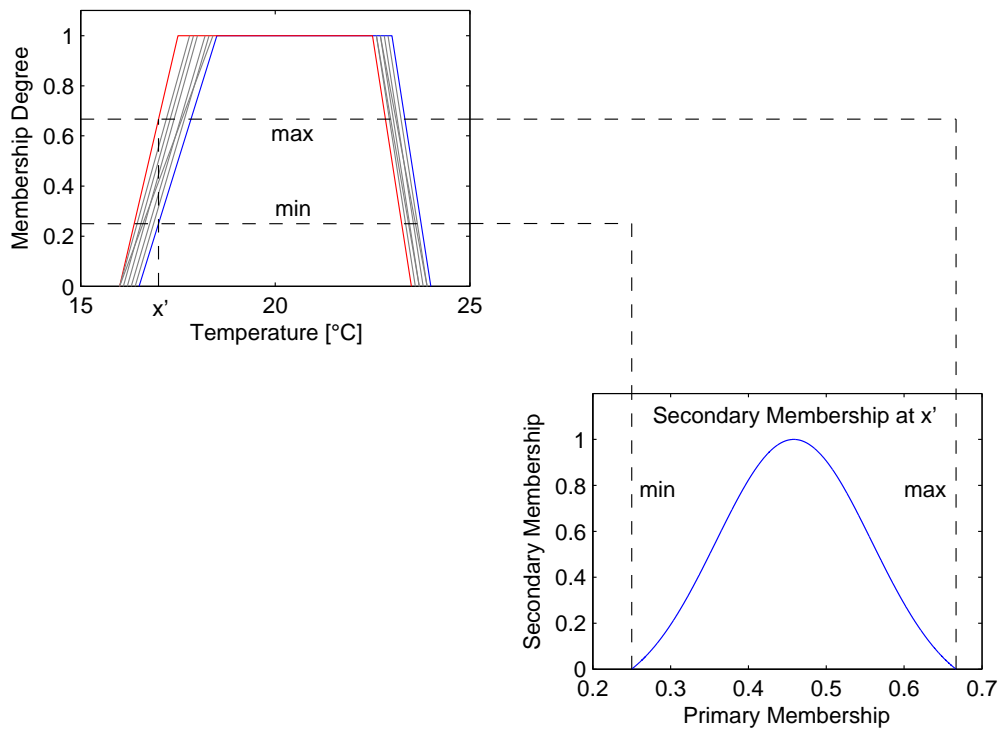 1
0.8
0.6
0.4
0.2
0
Membership Degree
max
min
15
x’
20
25
Temperature [°C]
Secondary Membership at x’
1
0.8
0.6
0.4
0.2
0
Secondary Membership
min
max
0.2
0.3
0.4
0.5
0.6
0.7
Primary Membership